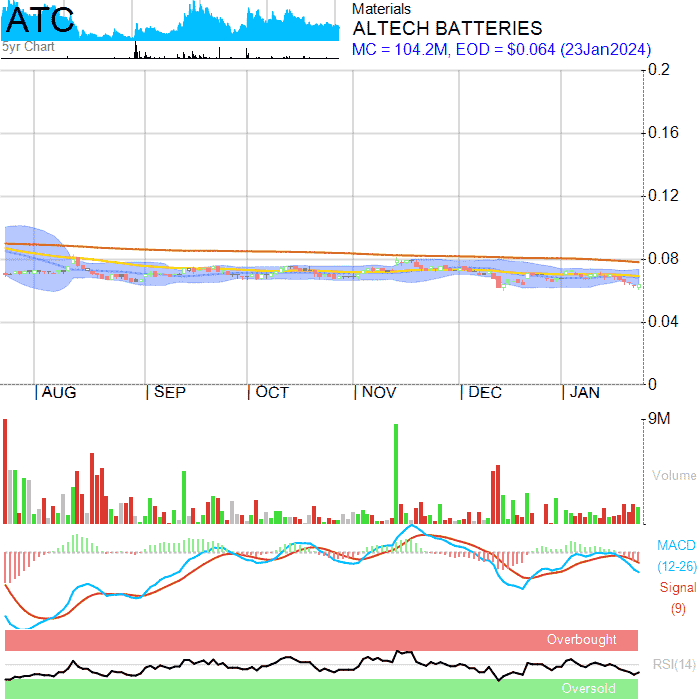 ATC
5yr Chart
Materials
ALTECH BATTERIES
MC = 104.2M, EOD = $0.064 (23Jan2024)
0.2
0.16
0.12
0.08
0.04
0
AUG SEP OCT NOV DEC JAN
9M
Volume
MACD
(12-26)
Signal
(9)
Overbought
RSI(14)
Oversold